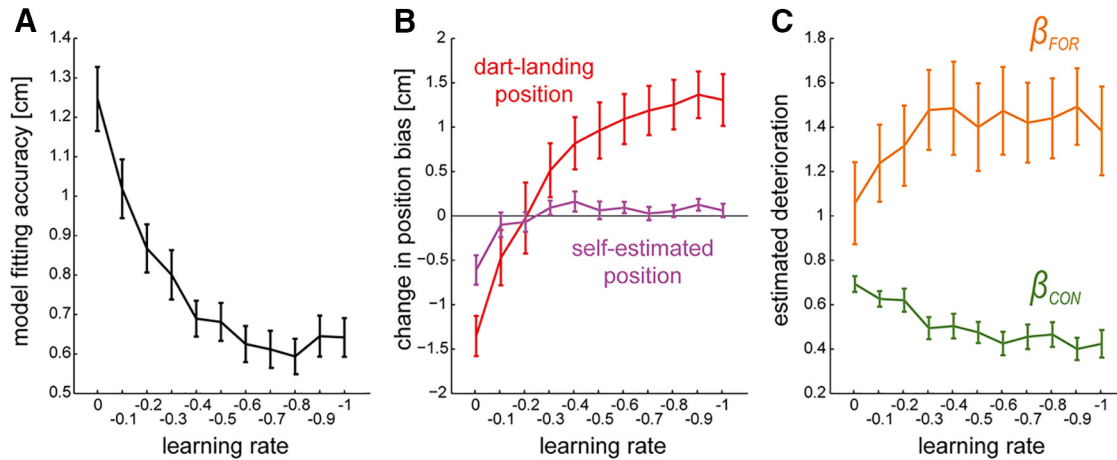 A
model fitting accuracy [cm]
1.4
1.3
1.2
1.1
1
0.9
0.8
0.7
0.6
0.5
0 -0.2 -0.4 -0.6 -0.8 -1
-0.1 -0.3 -0.5 -0.7 -0.9
learning rate
B
change in position bias [cm]
2
1.5
1
0.5
0
−0.5
−1
−1.5
−2
dart-landing
position
self-estimated
position
0 -0.2 -0.4 -0.6 -0.8 -1
-0.1 -0.3 -0.5 -0.7 -0.9
learning rate
C
estimated deterioration
1.8
1.6
1.4
1.2
1
0.8
0.6
0.4
0.2
βFOR
βCON
0 -0.2 -0.4 -0.6 -0.8 -1
-0.1 -0.3 -0.5 -0.7 -0.9
learning rate